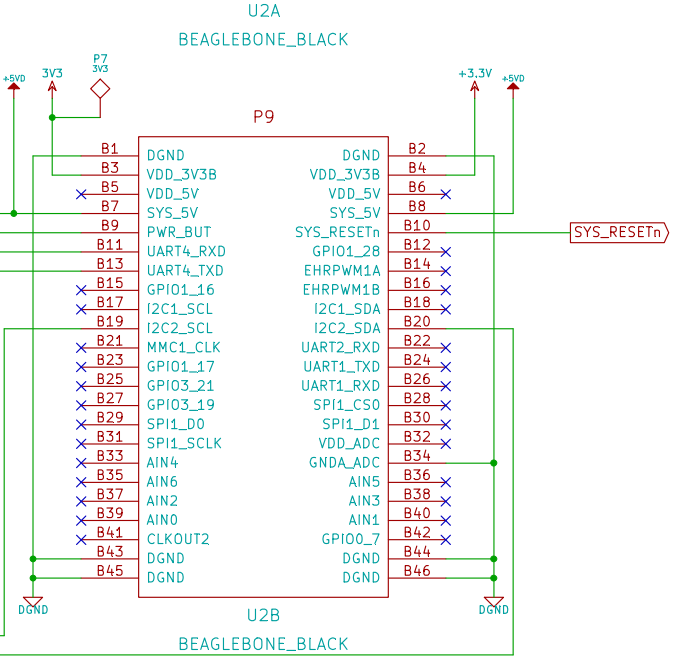 U2A
BEAGLEBONE_BLACK
P7
3V3
3V3
+5VD
+3.3V
+5VD
P9
B1 DGND DGND B2
B3 VDD_3V3B VDD_3V3B B4
B5 VDD_5V VDD_5V B6
B7 SYS_5V SYS_5V B8
B9 PWR_BUT SYS_RESETn B10 SYS_RESETn
B11 UART4_RXD GPIO1_28 B12
B13 UART4_TXD EHRPWM1A B14
B15 GPIO1_16 EHRPWM1B B16
B17 I2C1_SCL I2C1_SDA B18
B19 I2C2_SCL I2C2_SDA B20
B21 MMC1_CLK UART2_RXD B22
B23 GPIO1_17 UART1_TXD B24
B25 GPIO3_21 UART1_RXD B26
B27 GPIO3_19 SPI1_CS0 B28
B29 SPI1_D0 SPI1_D1 B30
B31 SPI1_SCLK VDD_ADC B32
B33 AIN4 GNDA_ADC B34
B35 AIN6 AIN5 B36
B37 AIN2 AIN3 B38
B39 AIN0 AIN1 B40
B41 CLKOUT2 GPIO0_7 B42
B43 DGND DGND B44
B45 DGND DGND B46
DGND DGND
U2B
BEAGLEBONE_BLACK